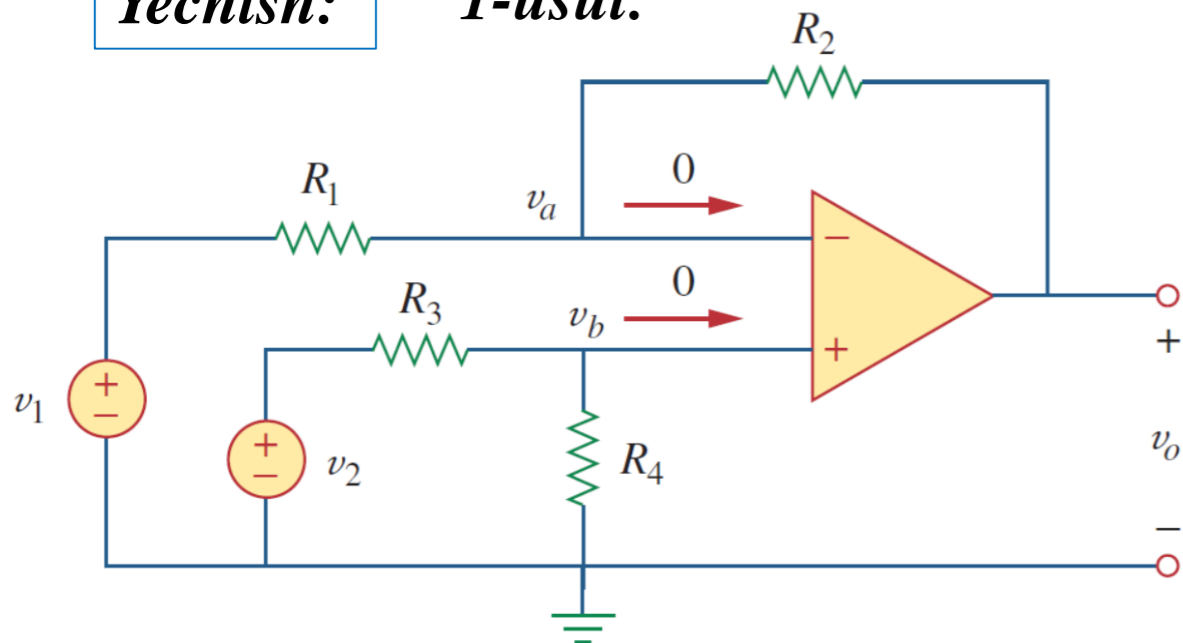 Yechish: 1-usul:
R2
0
R1
va
−
0
R3
vb
+
+
v1
+
−
vo
+
−
v2
R4
−